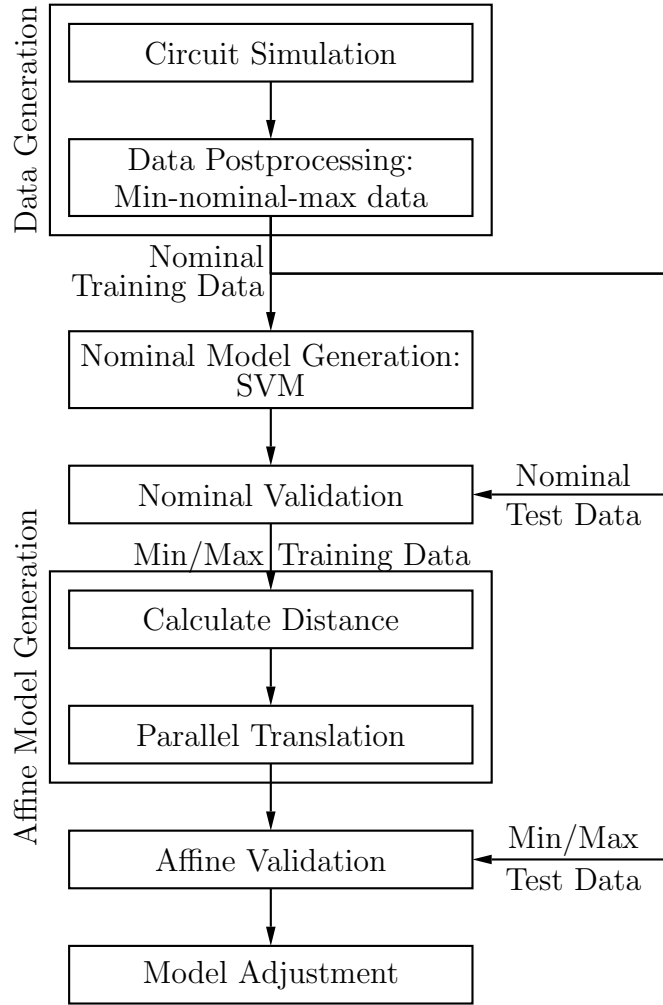 Data Generation
Circuit Simulation
Data Postprocessing:
Min-nominal-max data
Nominal
Training Data
Nominal Model Generation:
SVM
Nominal Validation
Nominal
Test Data
Min/Max Training Data
Affine Model Generation
Calculate Distance
Parallel Translation
Affine Validation
Min/Max
Test Data
Model Adjustment